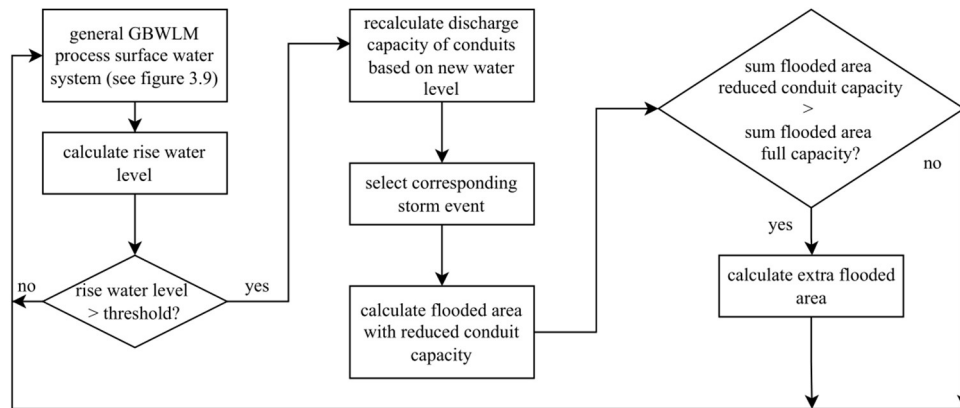 general GBWLM
process surface water
system (see figure 3.9)
calculate rise water
level
rise water level
> threshold?
no
yes
recalculate discharge
capacity of conduits
based on new water
level
select corresponding
storm event
calculate flooded area
with reduced conduit
capacity
sum flooded area
reduced conduit capacity
>
sum flooded area
full capacity?
no
yes
calculate extra flooded
area